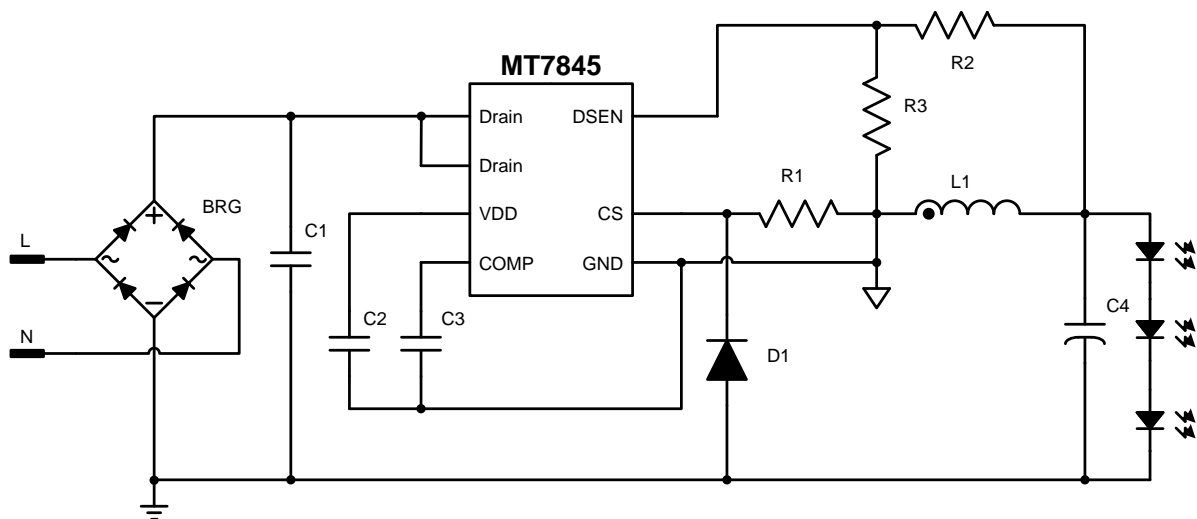 MT7845
R2
Drain
DSEN
R3
Drain
R1
L1
BRG
VDD
CS
C1
L
COMP
GND
C2
C3
C4
N
D1